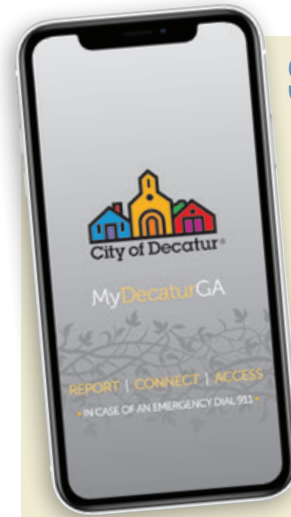 City of Decatur®
MyDecaturGA
REPORT | CONNECT | ACCESS
• IN CASE OF AN EMERGENCY DIAL 911 •